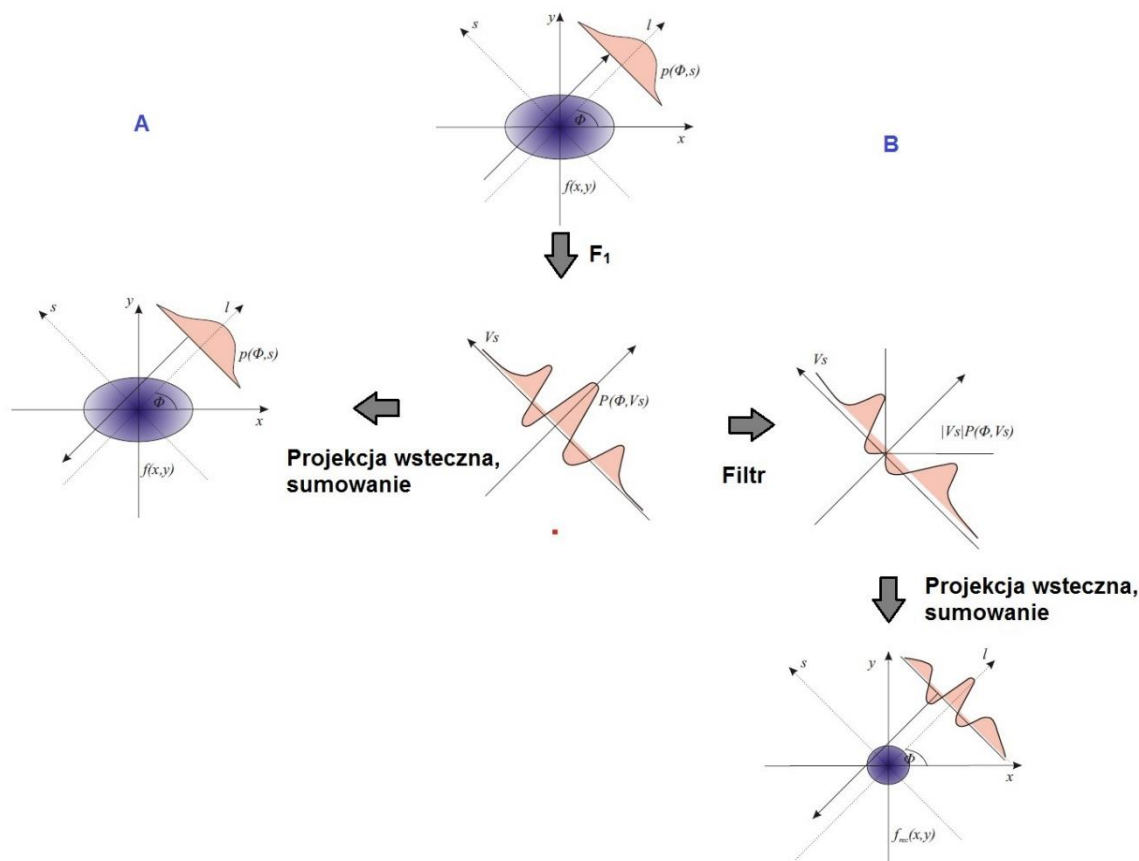 s
y
l
p(Φ,s)
Φ
x
f(x,y)
A
B
F₁
s
y
l
p(Φ,s)
Φ
x
f(x,y)
Projekcja wsteczna,
sumowanie
Vs
P(Φ,Vs)
Filtr
Vs
|Vs|P(Φ,Vs)
Projekcja wsteczna,
sumowanie
s
y
l
Φ
x
frec(x,y)